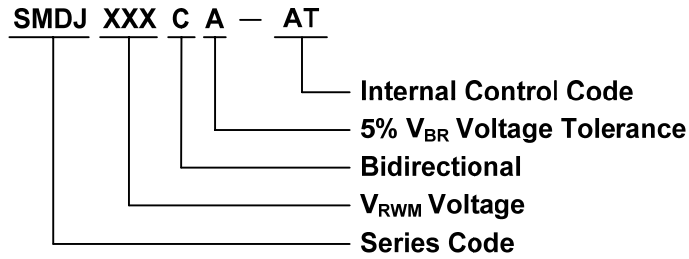 SMDJ XXX C A — AT
Internal Control Code
5% VBR Voltage Tolerance
Bidirectional
VRWM Voltage
Series Code